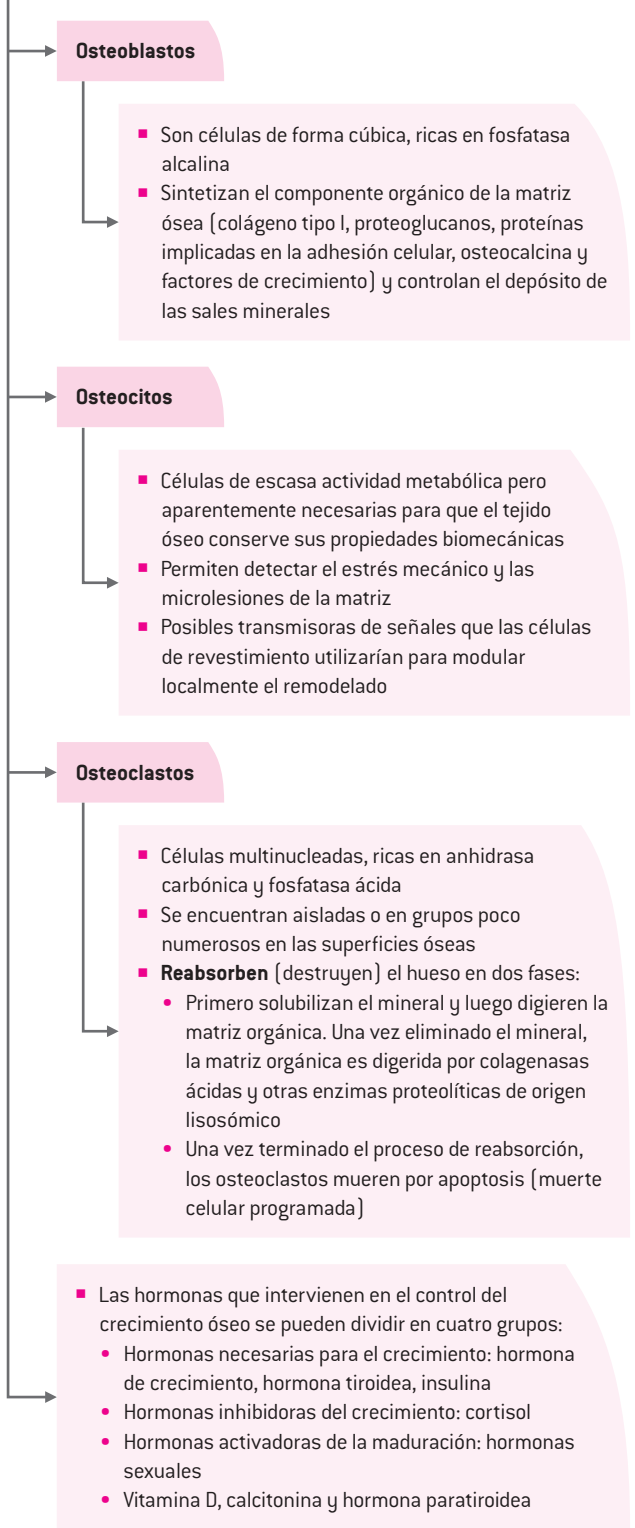 Osteoblastos
▪ Son células de forma cúbica, ricas en fosfatasa
alcalina
▪ Sintetizan el componente orgánico de la matriz
ósea (colágeno tipo I, proteoglucanos, proteínas
implicadas en la adhesión celular, osteocalcina y
factores de crecimiento) y controlan el depósito de
las sales minerales
Osteocitos
▪ Células de escasa actividad metabólica pero
aparentemente necesarias para que el tejido
óseo conserve sus propiedades biomecánicas
▪ Permiten detectar el estrés mecánico y las
microlesiones de la matriz
▪ Posibles transmisoras de señales que las células
de revestimiento utilizarían para modular
localmente el remodelado
Osteoclastos
▪ Células multinucleadas, ricas en anhidrasa
carbónica y fosfatasa ácida
▪ Se encuentran aisladas o en grupos poco
numerosos en las superficies óseas
▪ Reabsorben (destruyen) el hueso en dos fases:
• Primero solubilizan el mineral y luego digieren la
matriz orgánica. Una vez eliminado el mineral,
la matriz orgánica es digerida por colagenasas
ácidas y otras enzimas proteolíticas de origen
lisosómico
• Una vez terminado el proceso de reabsorción,
los osteoclastos mueren por apoptosis (muerte
celular programada)
▪ Las hormonas que intervienen en el control del
crecimiento óseo se pueden dividir en cuatro grupos:
• Hormonas necesarias para el crecimiento: hormona
de crecimiento, hormona tiroidea, insulina
• Hormonas inhibidoras del crecimiento: cortisol
• Hormonas activadoras de la maduración: hormonas
sexuales
• Vitamina D, calcitonina y hormona paratiroidea